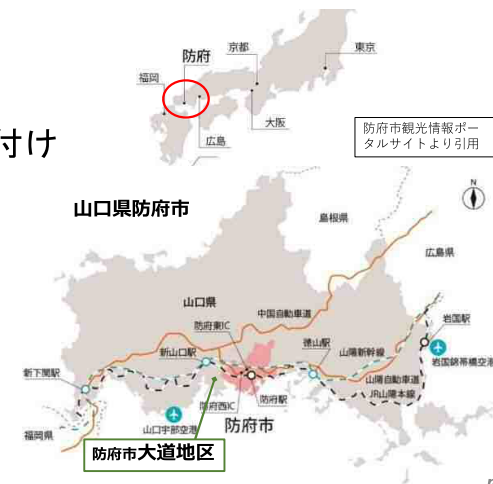 京都
東京
防府
福岡
大阪
広島
付け
防府市観光情報ポー
タルサイトより引用
山口県防府市
N
島根県
広島県
山口県
中国自動車道
防府東IC
岩国駅
新山口駅
徳山駅
山陽新幹線
岩国錦帯橋空港
新下関駅
山陽自動車道
JR山陽本線
防府西IC
防府駅
山口宇部空港
防府市
福岡県
防府市大道地区